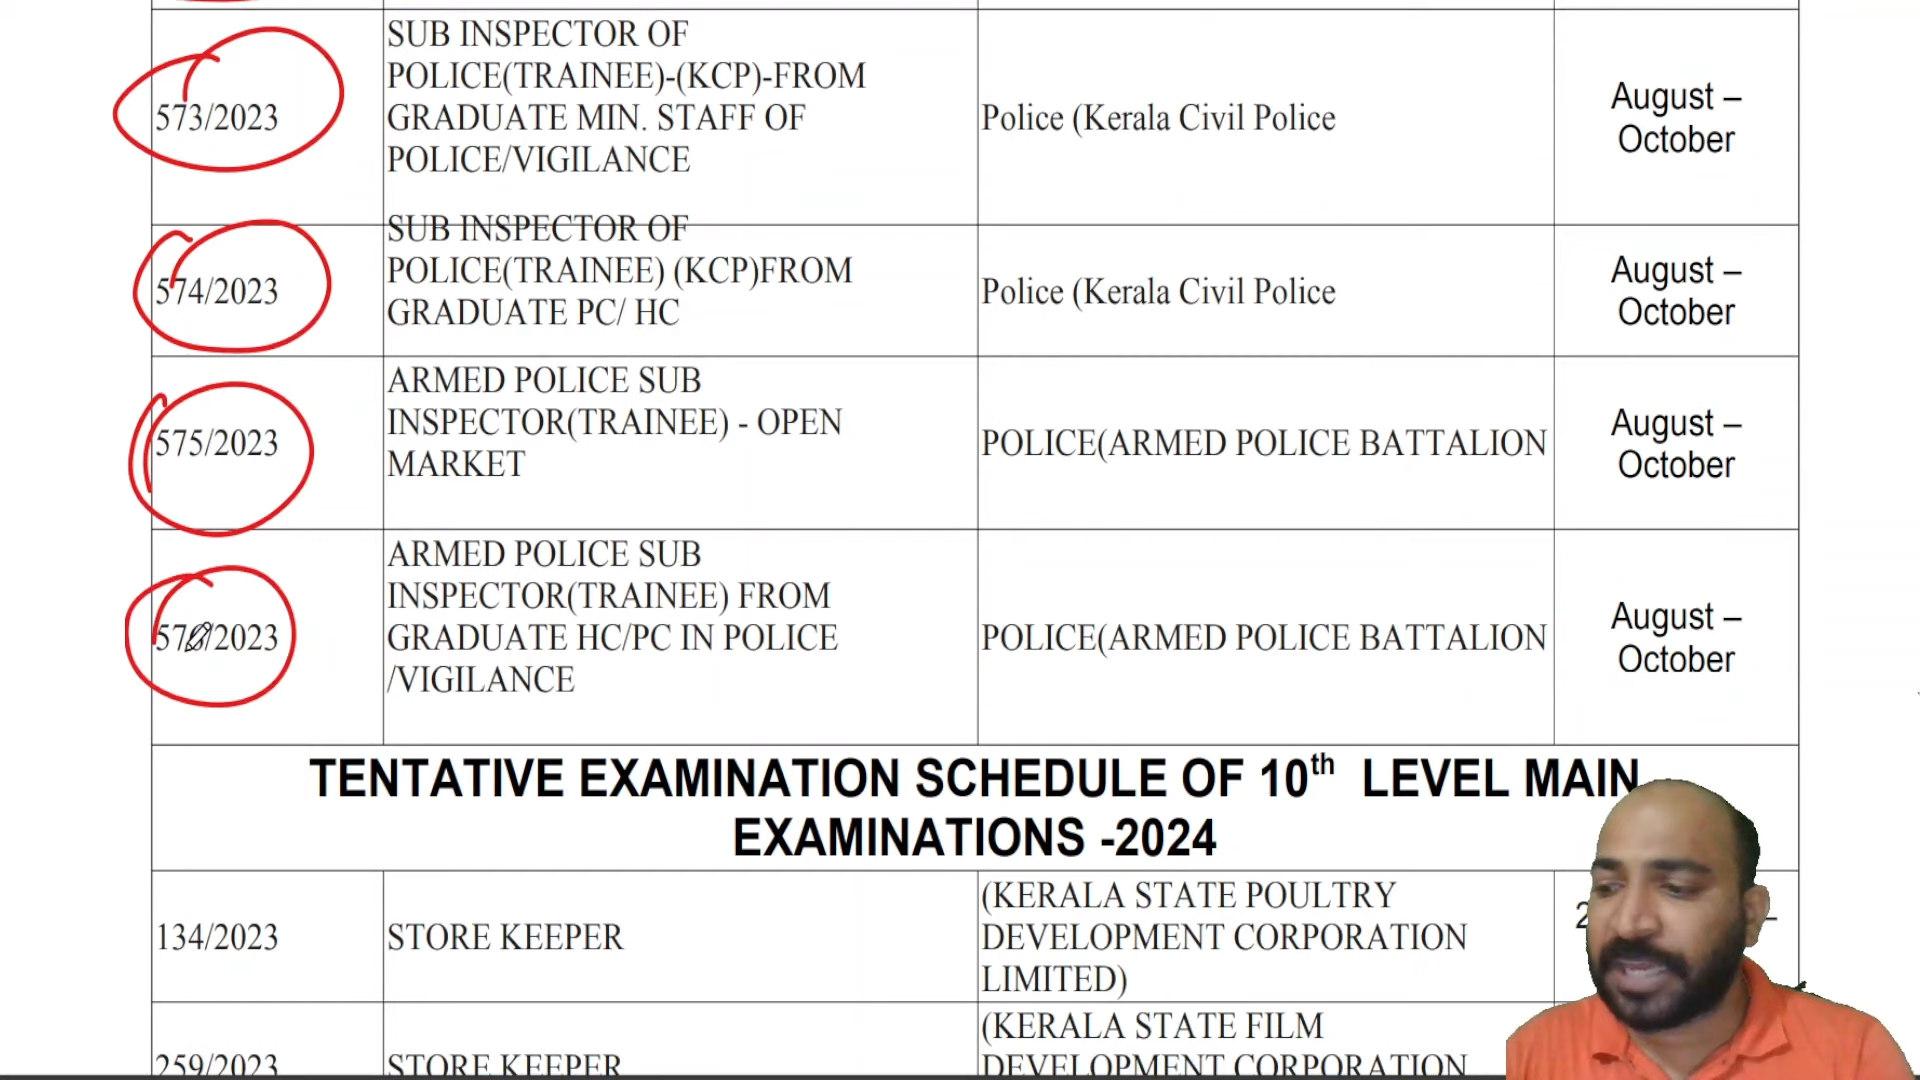 573/2023
SUB INSPECTOR OF
POLICE(TRAINEE)-(KCP)-FROM
GRADUATE MIN. STAFF OF
POLICE/VIGILANCE
Police (Kerala Civil Police
August –
October
574/2023
SUB INSPECTOR OF
POLICE(TRAINEE) (KCP)FROM
GRADUATE PC/ HC
Police (Kerala Civil Police
August –
October
575/2023
ARMED POLICE SUB
INSPECTOR(TRAINEE) - OPEN
MARKET
POLICE(ARMED POLICE BATTALION
August –
October
ARMED POLICE SUB
INSPECTOR(TRAINEE) FROM
GRADUATE HC/PC IN POLICE
/VIGILANCE
POLICE(ARMED POLICE BATTALION
August –
October
TENTATIVE EXAMINATION SCHEDULE OF 10th LEVEL MAIN
EXAMINATIONS -2024
134/2023
STORE KEEPER
(KERALA STATE POULTRY
DEVELOPMENT CORPORATION
LIMITED)
259/2023
STORE KEEPER
(KERALA STATE FILM
DEVELOPMENT CORPORATION